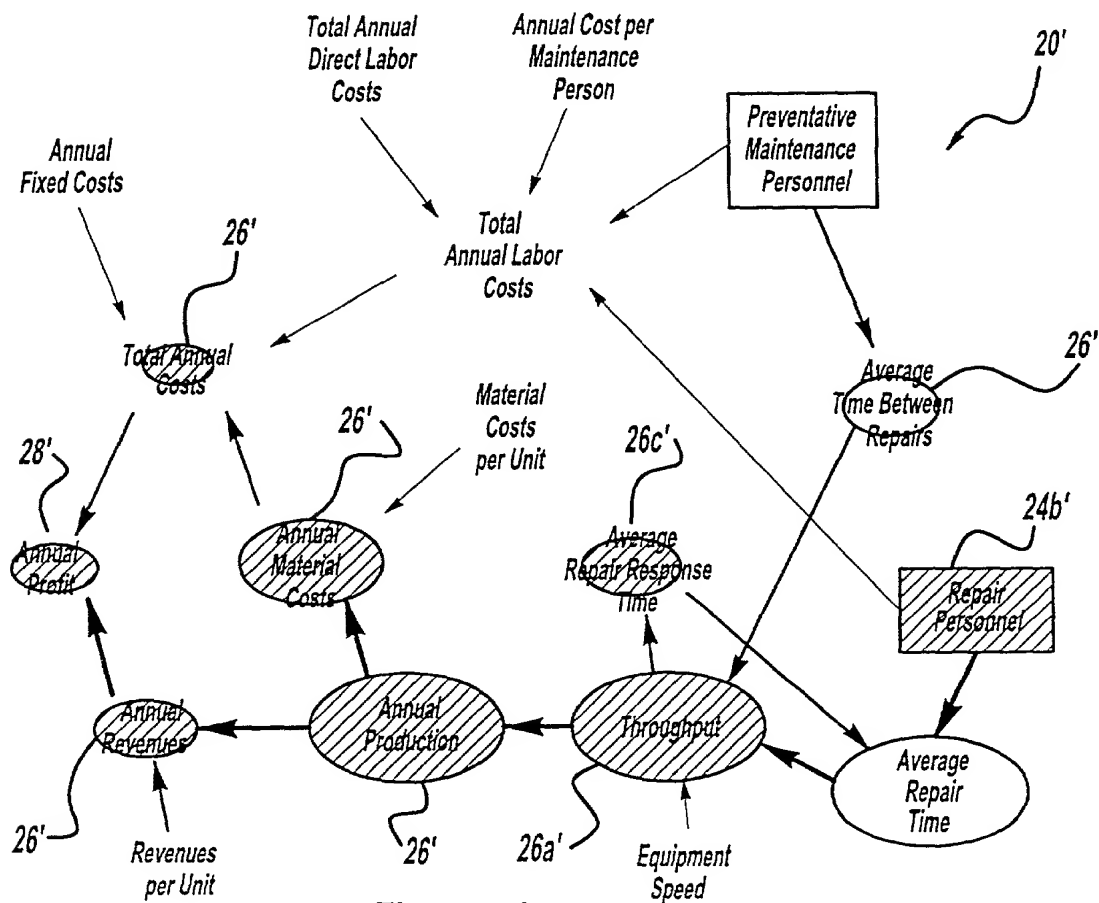 Total Annual
Direct Labor
Costs
Annual Cost per
Maintenance
Person
20'
Preventative
Maintenance
Personnel
Annual
Fixed Costs
26'
Total
Annual Labor
Costs
Total Annual
Costs
26'
Average
Time Between
Repairs
Material
Costs
per Unit
26'
26c'
28'
24b'
Annual
Profit
Annual
Material
Costs
Average
Repair Response
Time
Repair
Personnel
Annual
Revenues
Annual
Production
Throughput
Average
Repair
Time
26'
Revenues
per Unit
26'
26a'
Equipment
Speed